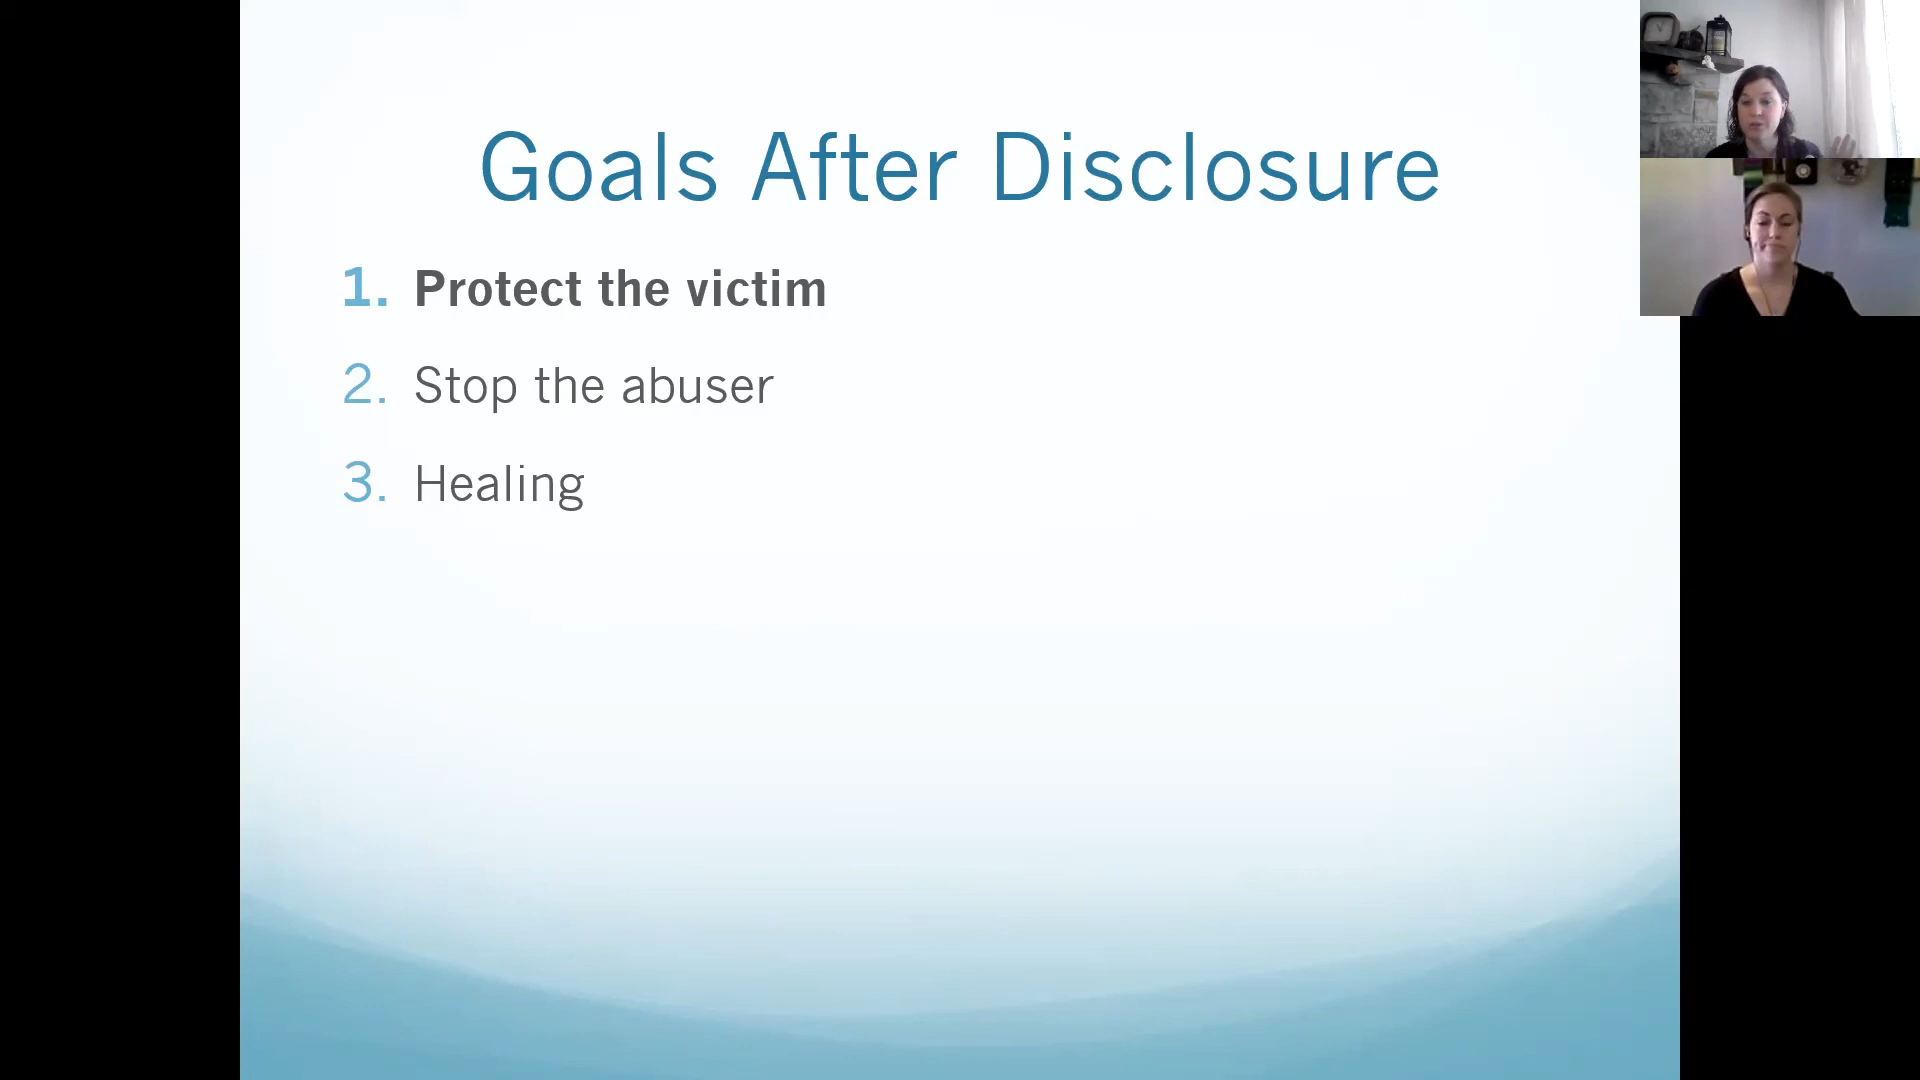 Goals After Disclosure
1. Protect the victim
2. Stop the abuser
3. Healing